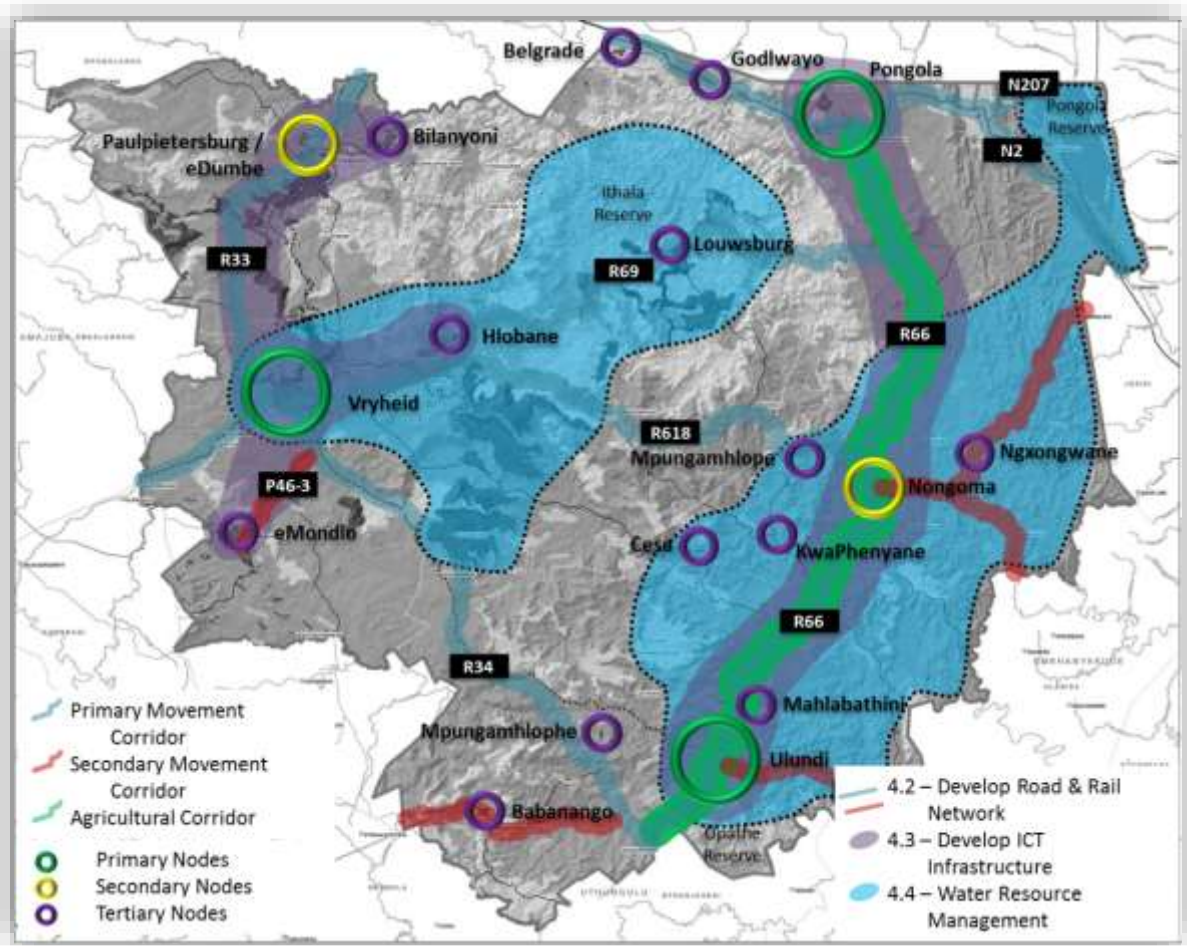 Belgrade
Godlwayo
Pongola
N207
Pongola
Reserve
N2
Paulpietersburg /
eDumbe
Bilanyoni
Ithala
Reserve
Louwsburg
R69
R33
Hlobane
R66
Vryheid
R618
Mpungamhlope
Ngxongwane
Nongoma
P46-3
eMondlo
Cesa
KwaPhenyane
R66
R34
Mahlabathini
Mpungamhlophe
Ulundi
Babanango
Opathe
Reserve
Primary Movement
Corridor
Secondary Movement
Corridor
Agricultural Corridor
Primary Nodes
Secondary Nodes
Tertiary Nodes
4.2 – Develop Road & Rail
Network
4.3 – Develop ICT
Infrastructure
4.4 – Water Resource
Management